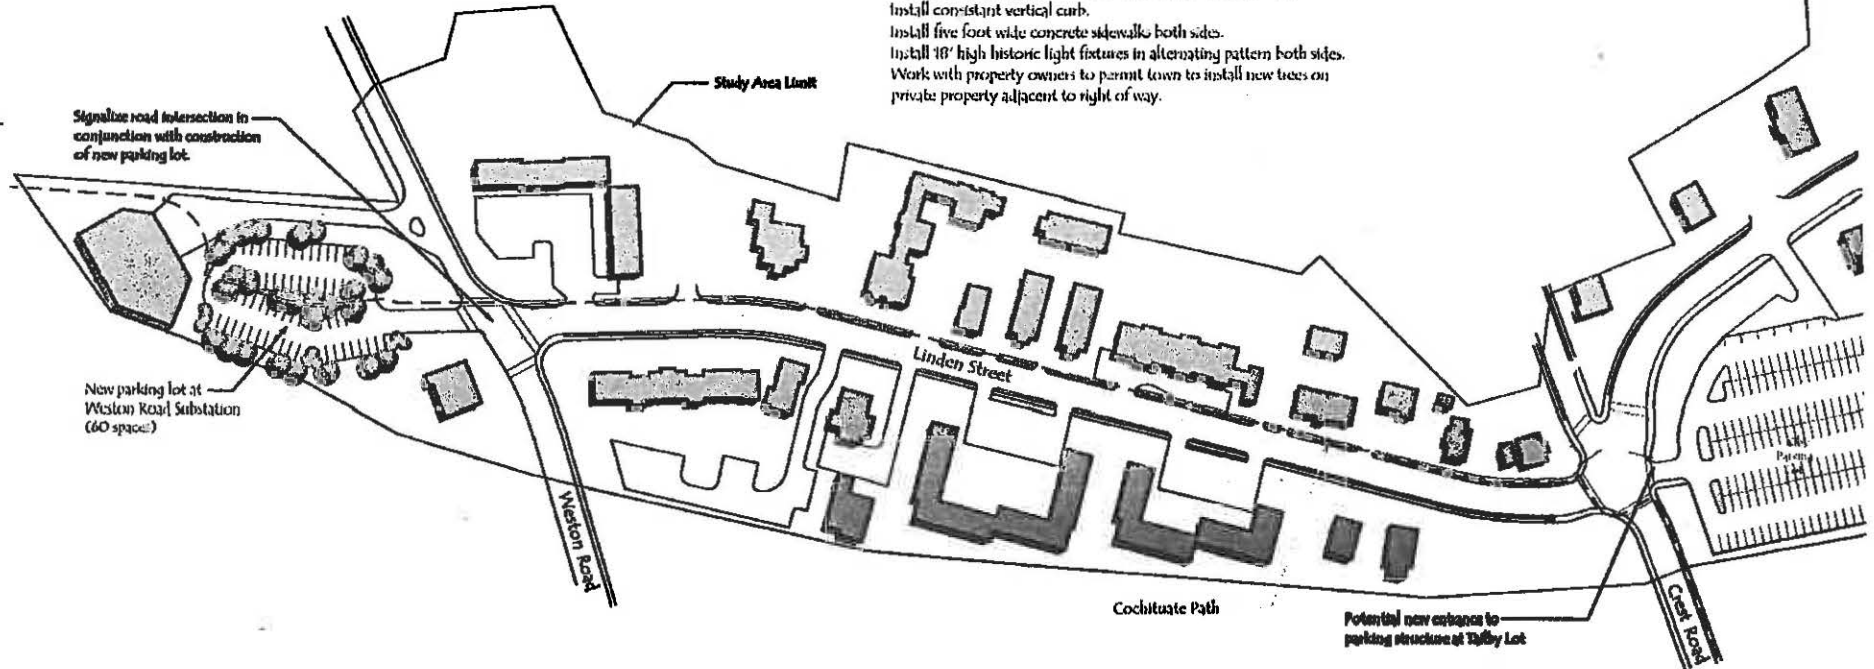 Install constant vertical curb.
Install five foot wide concrete sidewalks both sides.
Install 18' high historic light fixtures in alternating pattern both sides.
Work with property owners to permit town to install new trees on
private property adjacent to right of way.
Study Area Limit
Signalize road intersection in
conjunction with construction
of new parking lot.
Linden Street
New parking lot at
Weston Road Substation
(60 spaces)
Weston Road
Parking
Cochituate Path
Potential new entrance to
parking structure at Tailby Lot
Crest Road